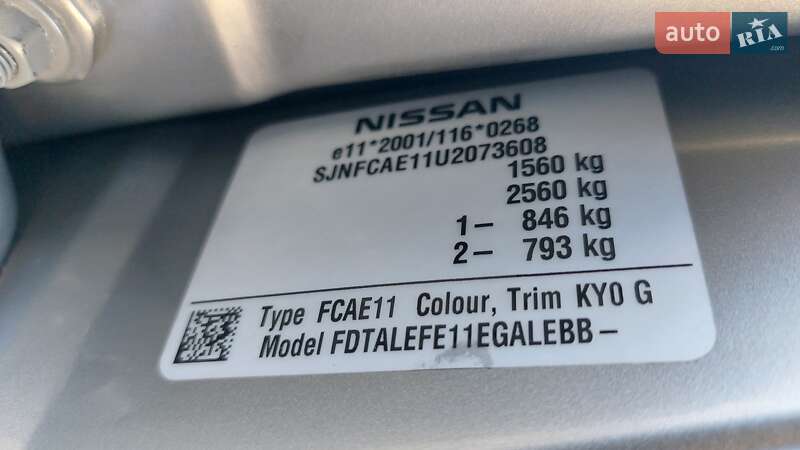 auto RIA.com
NISSAN
e11*2001/116*0268
SJNFCAE11U2073608
1560 kg
2560 kg
1- 846 kg
2- 793 kg
Type FCAE11 Colour, Trim KY0 G
Model FDTALEFE11EGALEBB-